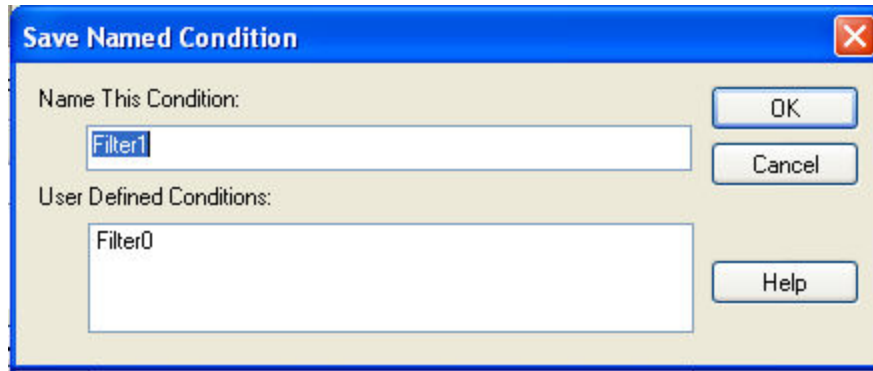 Save Named Condition
Name This Condition:
OK
Filter1
Cancel
User Defined Conditions:
Filter0
Help